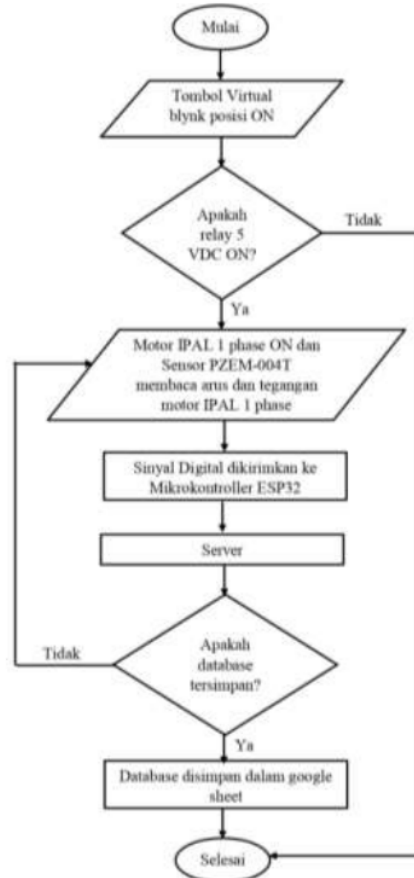 Mulai
Tombol Virtual
blynk posisi ON
Apakah
relay 5
VDC ON?
Tidak
Ya
Motor IPAL 1 phase ON dan
Sensor PZEM-004T
membaca arus dan tegangan
motor IPAL 1 phase
Sinyal Digital dikirimkan ke
Mikrokontroller ESP32
Server
Apakah
database
tersimpan?
Tidak
Ya
Database disimpan dalam google
sheet
Selesai